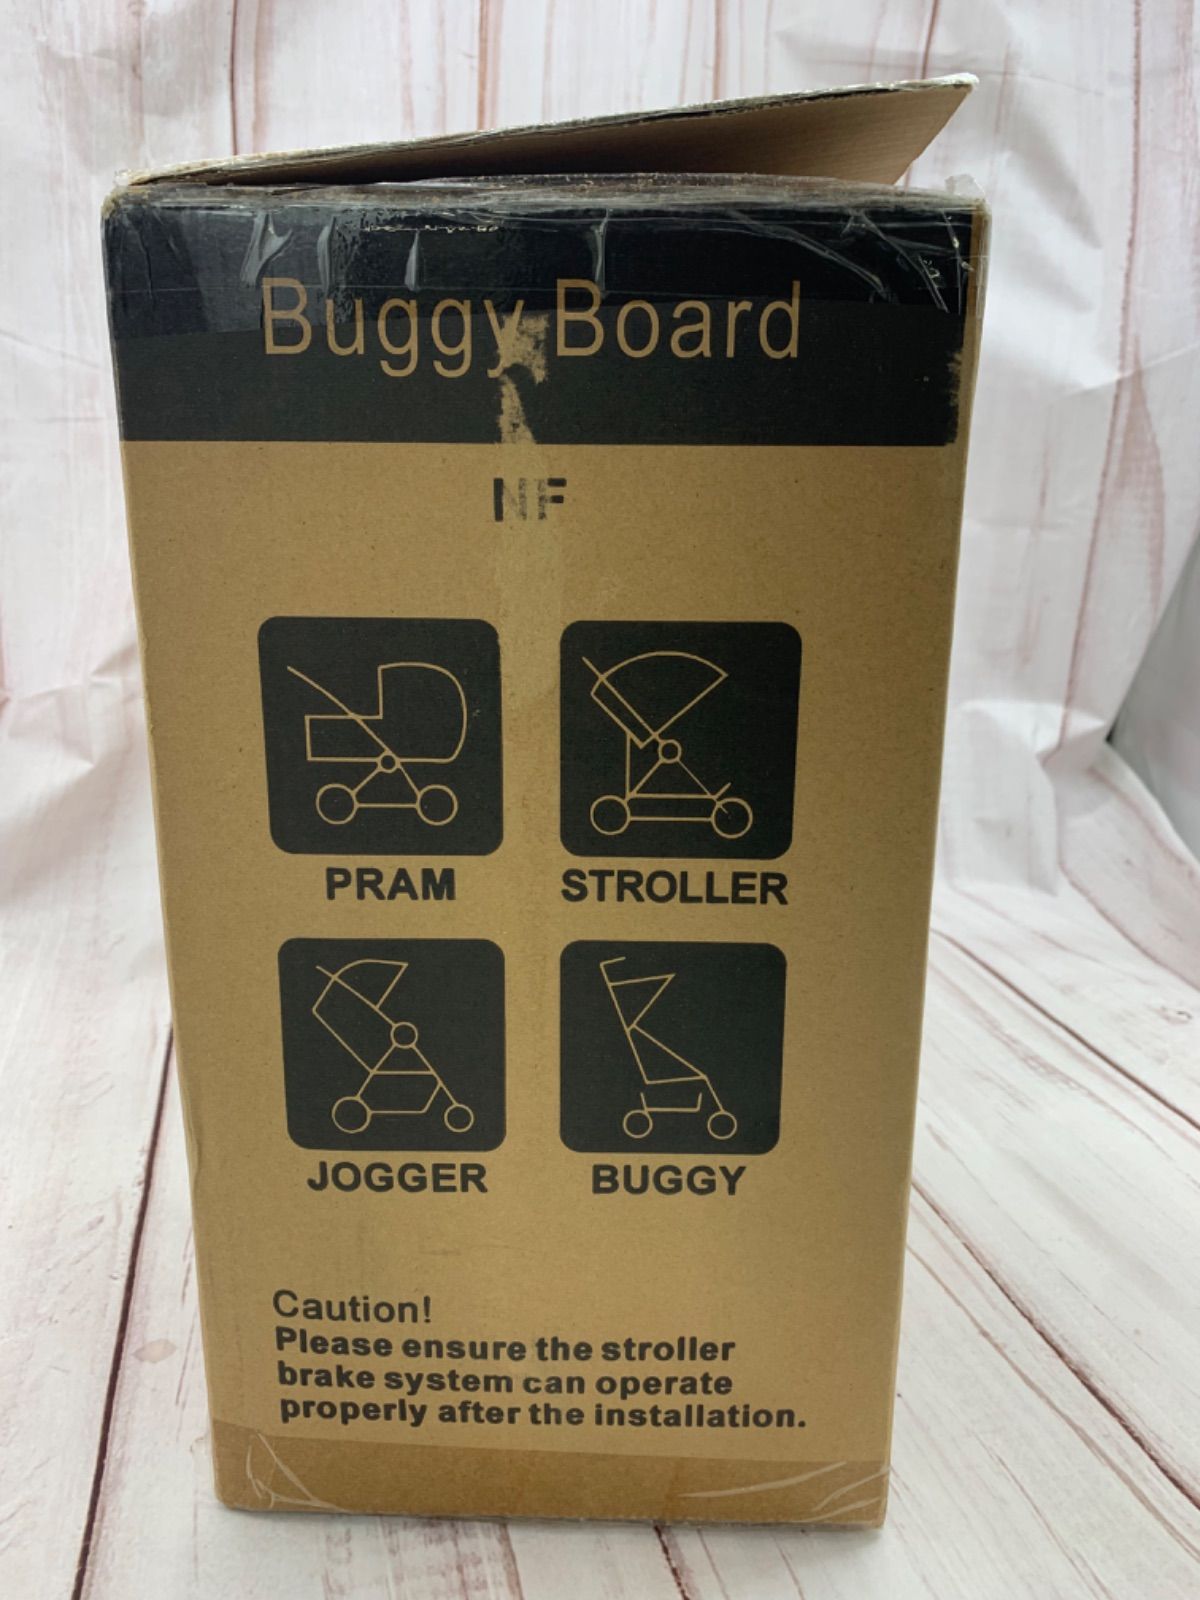 Buggy Board
NF
PRAM STROLLER
JOGGER BUGGY
Caution!
Please ensure the stroller
brake system can operate
properly after the installation.